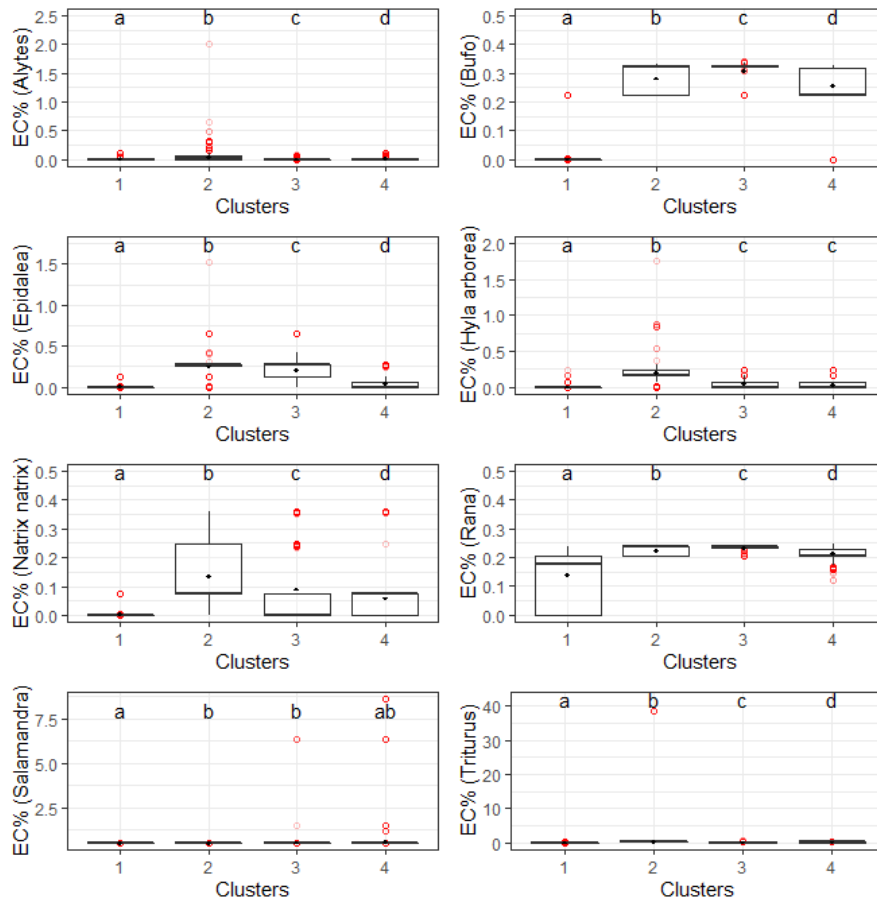 a b c d
EC% (Alytes)
2.5
2.0
1.5
1.0
0.5
0.0
1 2 3 4
Clusters
a b c d
EC% (Bufo)
0.5
0.4
0.3
0.2
0.1
0.0
1 2 3 4
Clusters
a b c d
EC% (Epidalea)
1.5
1.0
0.5
0.0
1 2 3 4
Clusters
a b c c
EC% (Hyla arborea)
2.0
1.5
1.0
0.5
0.0
1 2 3 4
Clusters
a b c d
EC% (Natrix natrix)
0.5
0.4
0.3
0.2
0.1
0.0
1 2 3 4
Clusters
a b c d
EC% (Rana)
0.5
0.4
0.3
0.2
0.1
0.0
1 2 3 4
Clusters
a b b ab
EC% (Salamandra)
7.5
5.0
2.5
1 2 3 4
Clusters
a b c d
EC% (Triturus)
40
30
20
10
0
1 2 3 4
Clusters